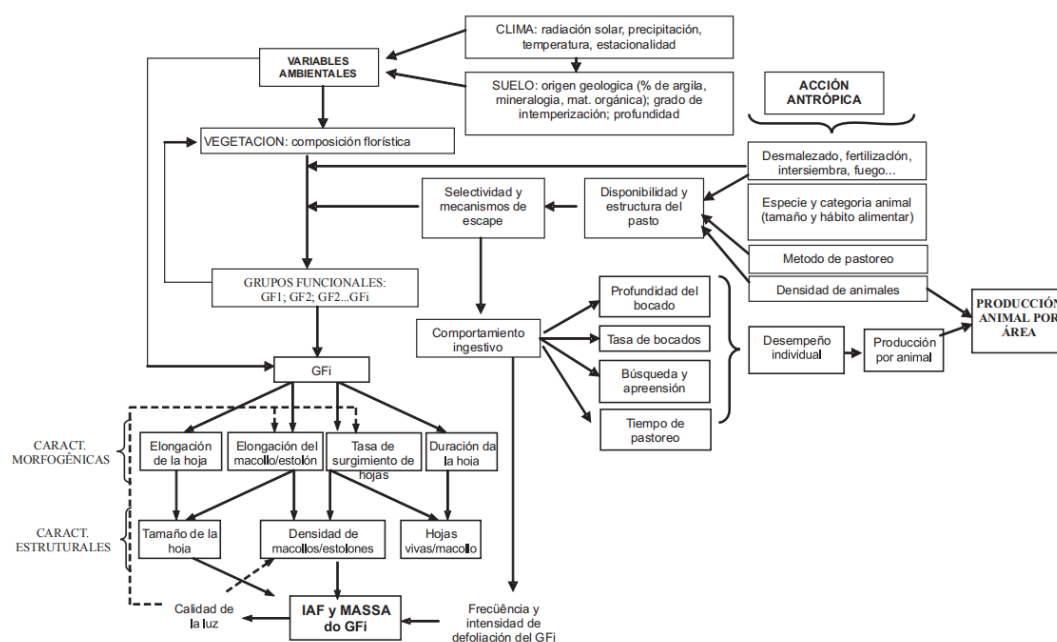 CLIMA: radiación solar, precipitación,
temperatura, estacionalidad
VARIABLES
AMBIENTALES
SUELO: origen geologica (% de argila,
mineralogia, mat. orgánica); grado de
intemperización; profundidad
ACCIÓN
ANTRÓPICA
VEGETACION: composición florística
Desmalezado, fertilización,
intersiembra, fuego...
Selectividad y
mecanismos de
escape
Disponibilidad y
estructura del
pasto
Especie y categoria animal
(tamaño y hábito alimentar)
Metodo de pastoreo
GRUPOS FUNCIONALES:
GF1; GF2; GF2...GFi
Densidad de animales
Profundidad del
bocado
PRODUCCIÓN
ANIMAL POR
ÁREA
Comportamiento
ingestivo
Tasa de bocados
Desempeño
individual
Producción
por animal
GFi
Búsqueda y
apreensión
Tiempo de
pastoreo
CARACT.
MORFOGÉNICAS
Elongación
de la hoja
Elongación del
macollo/estolón
Tasa de
surgimiento de
hojas
Duración da
la hoja
CARACT.
ESTRUTURALES
Tamaño de la
hoja
Densidad de
macollos/estolones
Hojas
vivas/macollo
Calidad de
la luz
IAF y MASSA
do GFi
Frecüência y
intensidad de
defoliación del GFi